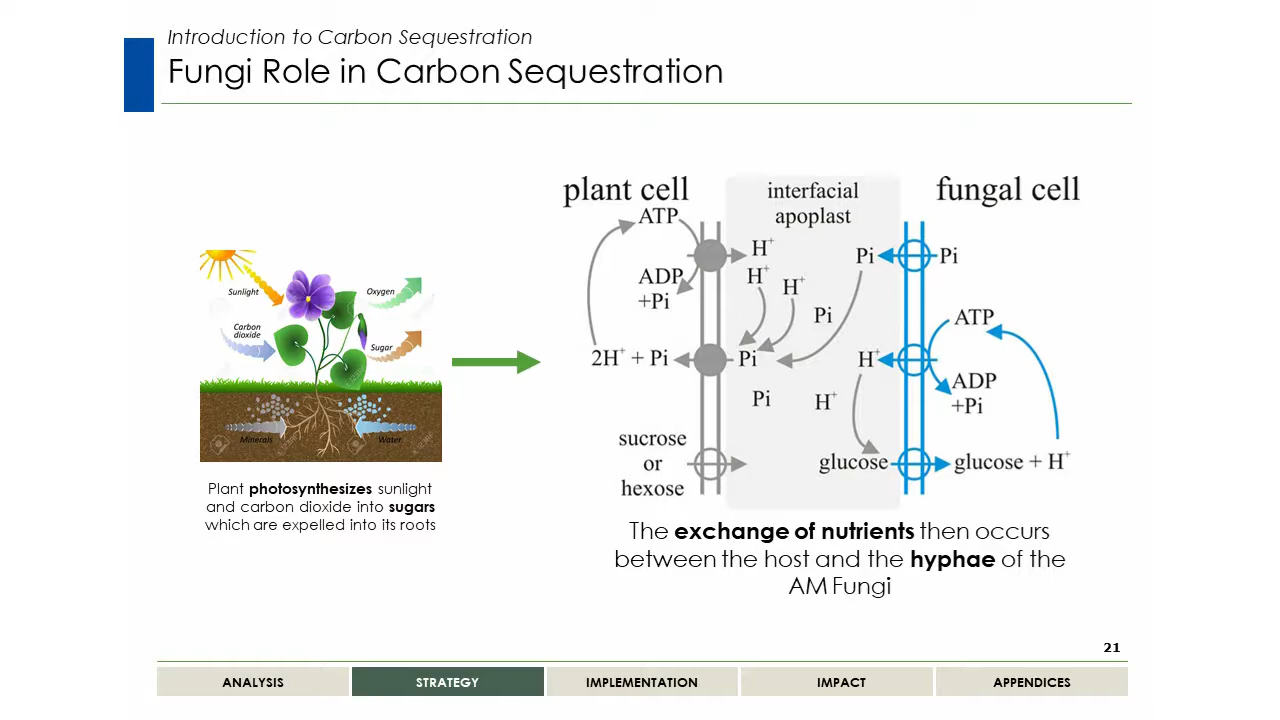 Introduction to Carbon Sequestration
Fungi Role in Carbon Sequestration
Sunlight
Oxygen
Carbon
dioxide
Sugar
Minerals
Water
Plant photosynthesizes sunlight
and carbon dioxide into sugars
which are expelled into its roots
plant cell
interfacial
apoplast
fungal cell
ATP
H⁺
Pi
Pi
ADP
+Pi
H⁺
H⁺
Pi
ATP
2H⁺ + Pi
Pi
H⁺
ADP
+Pi
Pi
H⁺
sucrose
or
hexose
glucose
glucose + H⁺
The exchange of nutrients then occurs
between the host and the hyphae of the
AM Fungi
21
ANALYSIS
STRATEGY
IMPLEMENTATION
IMPACT
APPENDICES